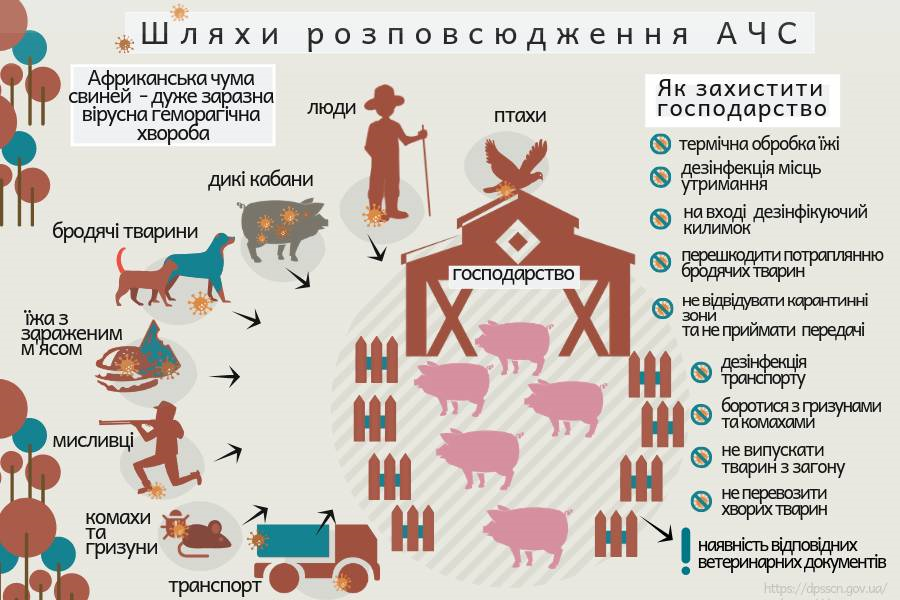 Шляхи розповсюдження АЧС
Африканська чума
свиней - дуже заразна
вірусна геморагічна
хвороба
люди
птахи
дикі кабани
бродячі тварини
господарство
їжа з
зараженим
м'ясом
мисливці
комахи
та
гризуни
транспорт
Як захистити
господарство
термічна обробка їжі
дезінфекція місць
утримання
на вході дезінфікуючий
килимок
перешкодити потраплянню
бродячих тварин
не відвідувати карантинні
зони
та не приймати передачі
дезінфекція
транспорту
боротися з гризунами
та комахами
не випускати
тварин з загону
не перевозити
хворих тварин
наявність відповідних
ветеринарних документів
https://dpsscn.gov.ua/